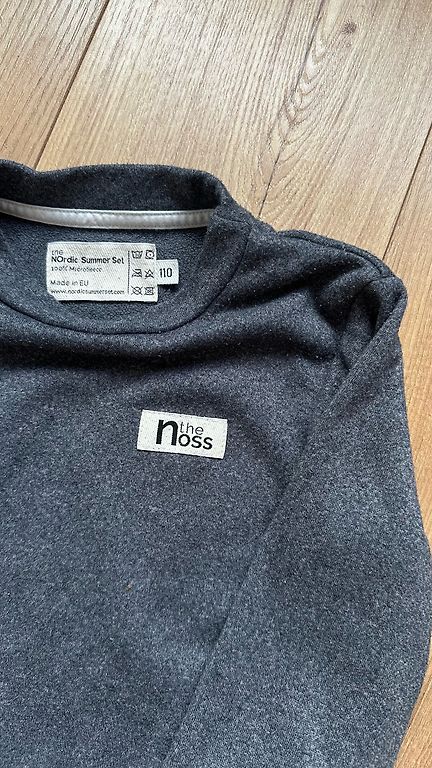 the
NOrdic Summer Set
100% Microfleece
Made in EU
www.nordicsummerset.com
110
the
noss